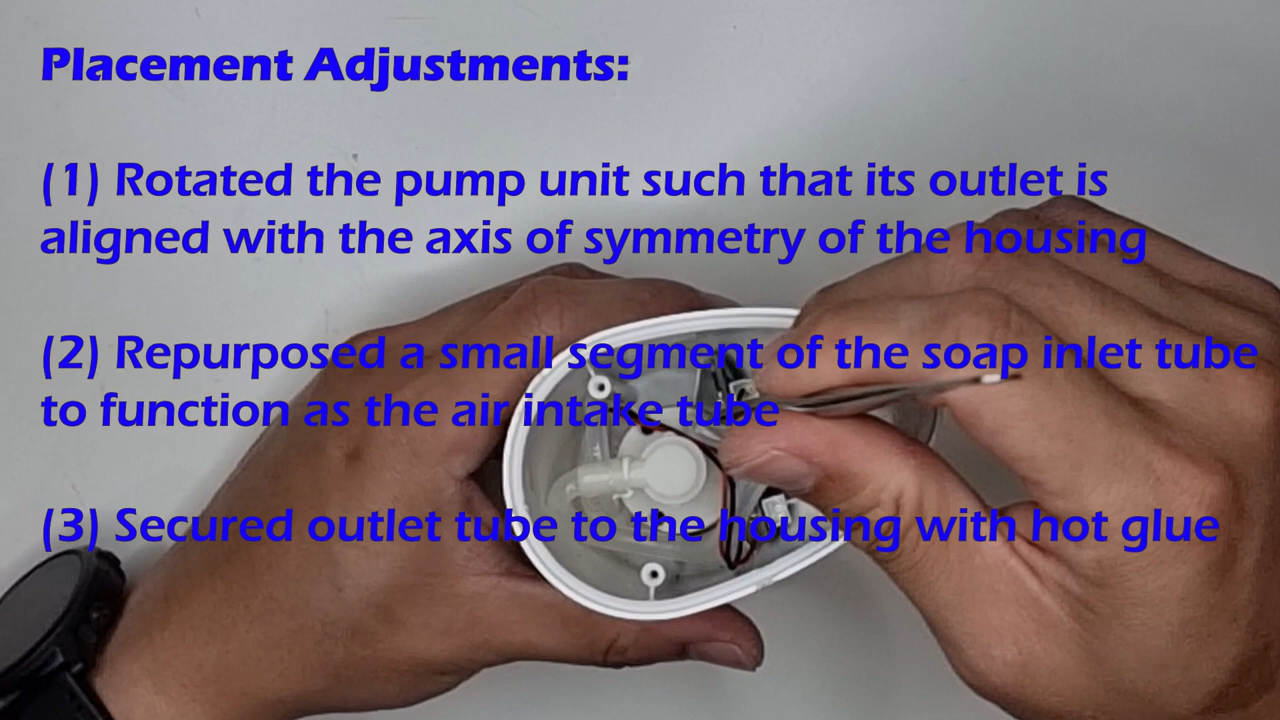 Placement Adjustments:
(1) Rotated the pump unit such that its outlet is
aligned with the axis of symmetry of the housing
(2) Repurposed a small segment of the soap inlet tube
to function as the air intake tube
(3) Secured outlet tube to the housing with hot glue